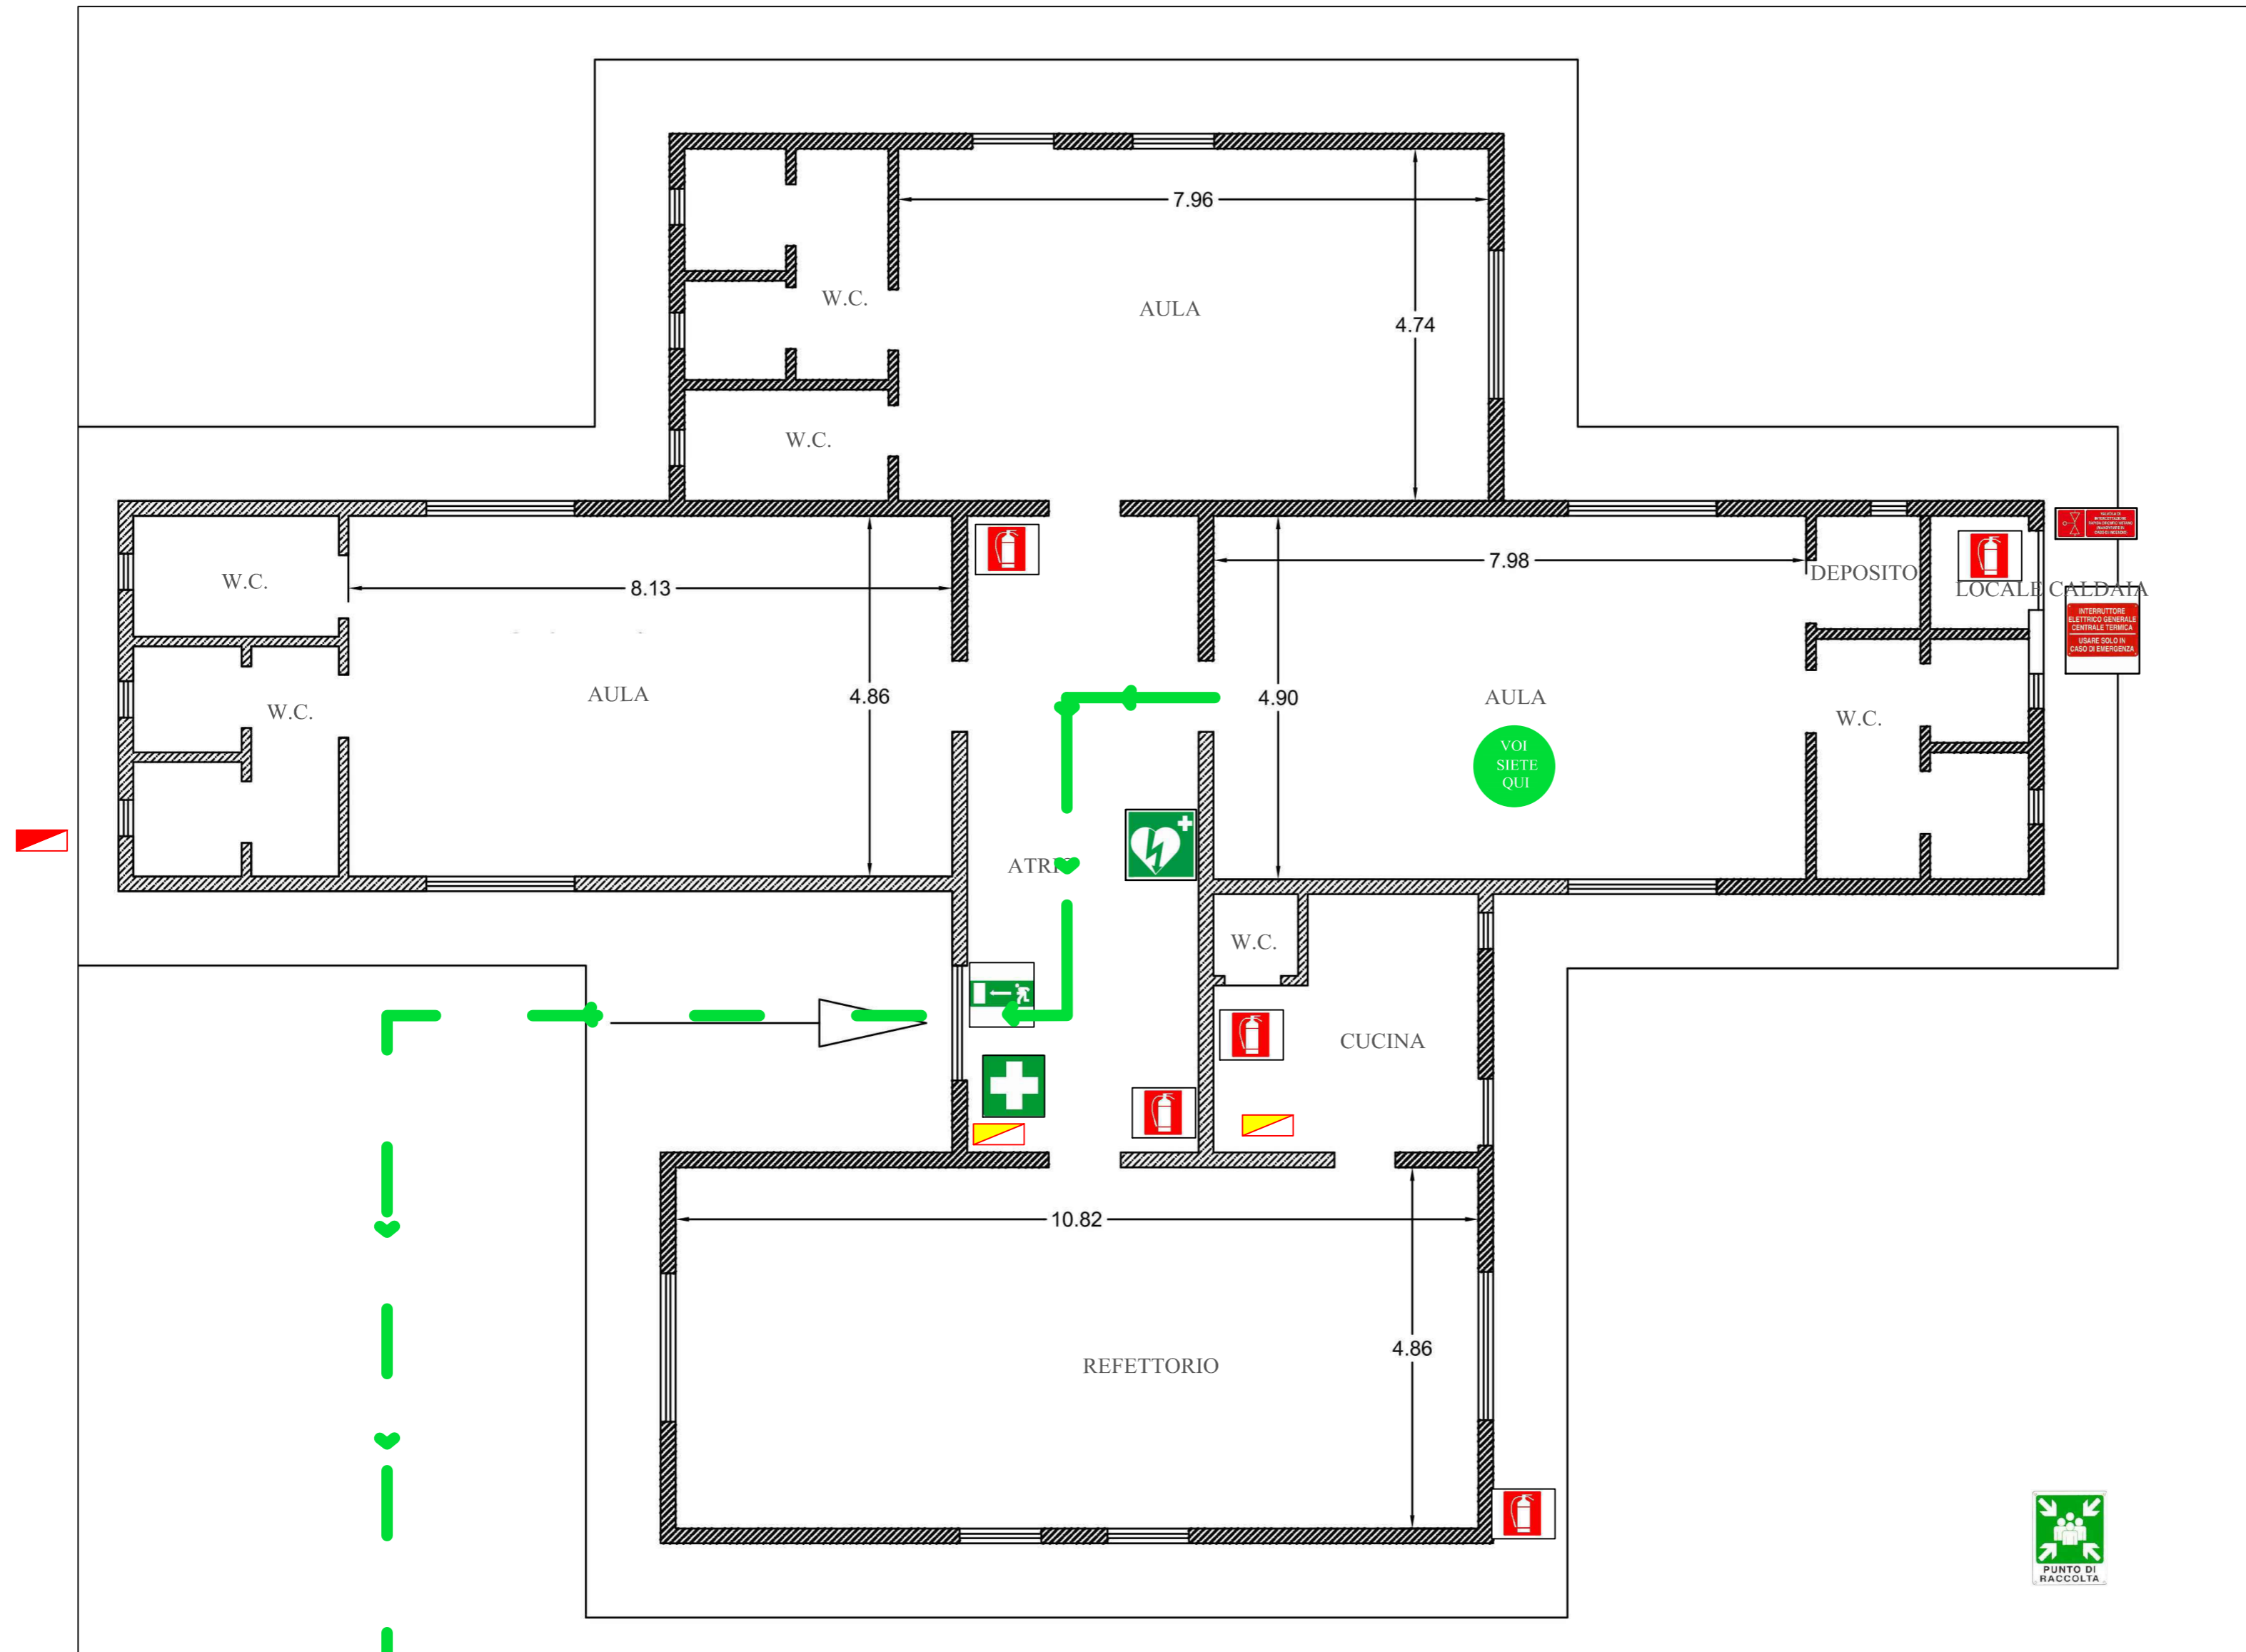 7.96
W.C.
AULA
4.74
W.C.
W.C.
8.13
7.98
DEPOSITO
LOCALE CALDAIA
INTERRUTTORE
ELETTRICO GENERALE
CENTRALE TERMICA
USARE SOLO IN
CASO DI EMERGENZA
AULA
4.86
4.90
AULA
W.C.
W.C.
VOI
SIETE
QUI
W.C.
CUCINA
10.82
4.86
REFETTORIO
PUNTO DI
RACCOLTA